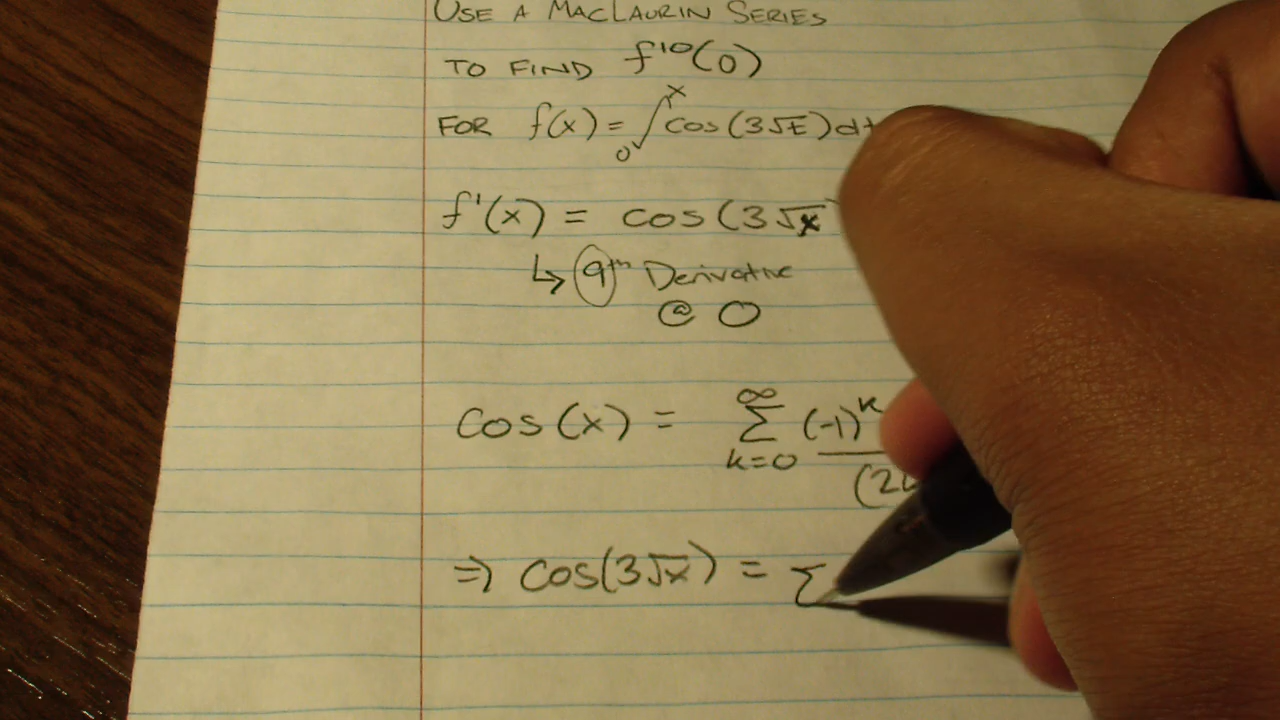 USE A MACLAURIN SERIES
TO FIND f¹⁰(0)
FOR f(x) = ∫₀ˣ cos(3√t)dt
f'(x) = cos(3√x
↳ 9th Derivative
@ 0
cos(x) = ∑_{k=0}^{∞} (-1)^k / (2k
⇒ cos(3√x) = Σ